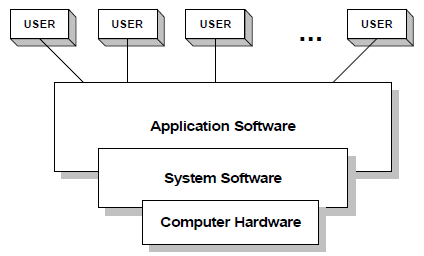 USER USER USER ... USER
Application Software
System Software
Computer Hardware